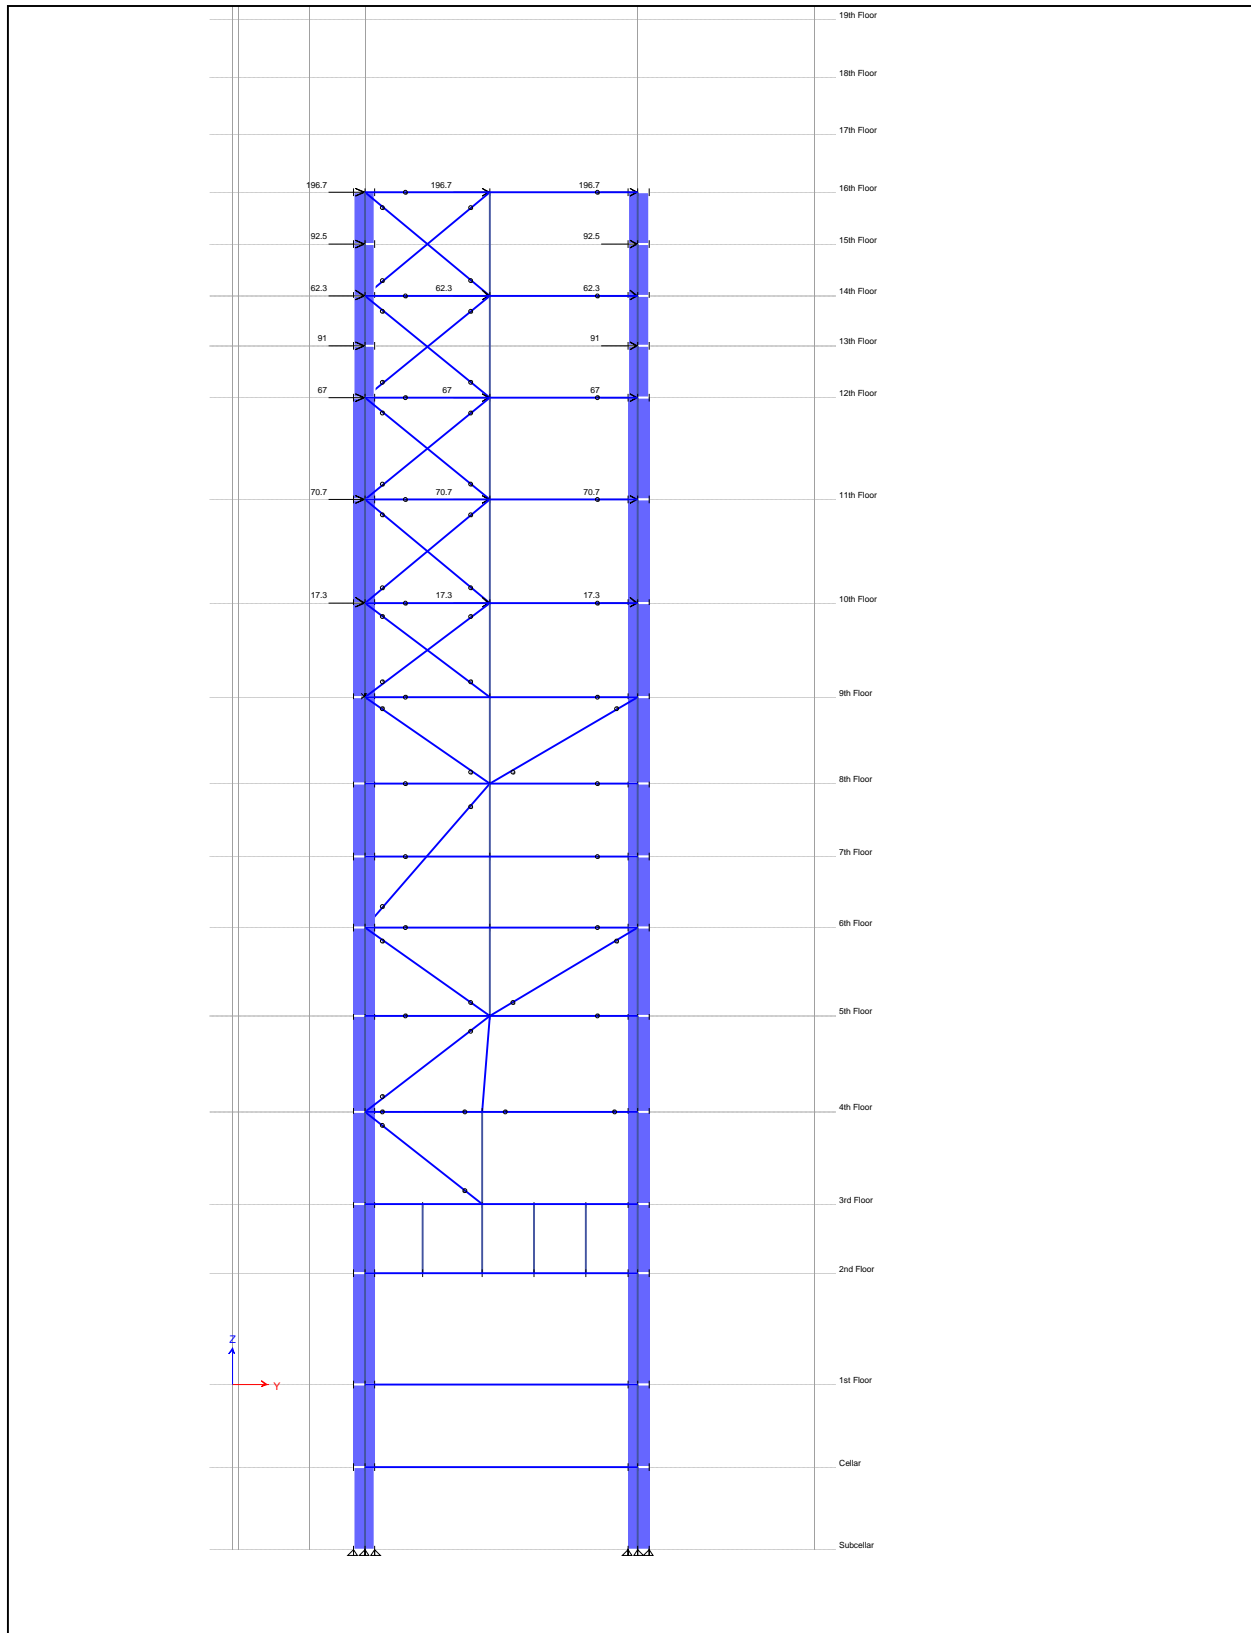 19th Floor
18th Floor
17th Floor
196.7 196.7 196.7 16th Floor
92.5 92.5 15th Floor
62.3 62.3 62.3 14th Floor
91 91 13th Floor
67 67 67 12th Floor
70.7 70.7 70.7 11th Floor
17.3 17.3 17.3 10th Floor
9th Floor
8th Floor
7th Floor
6th Floor
5th Floor
4th Floor
3rd Floor
2nd Floor
Z
Y
1st Floor
Cellar
Subcellar